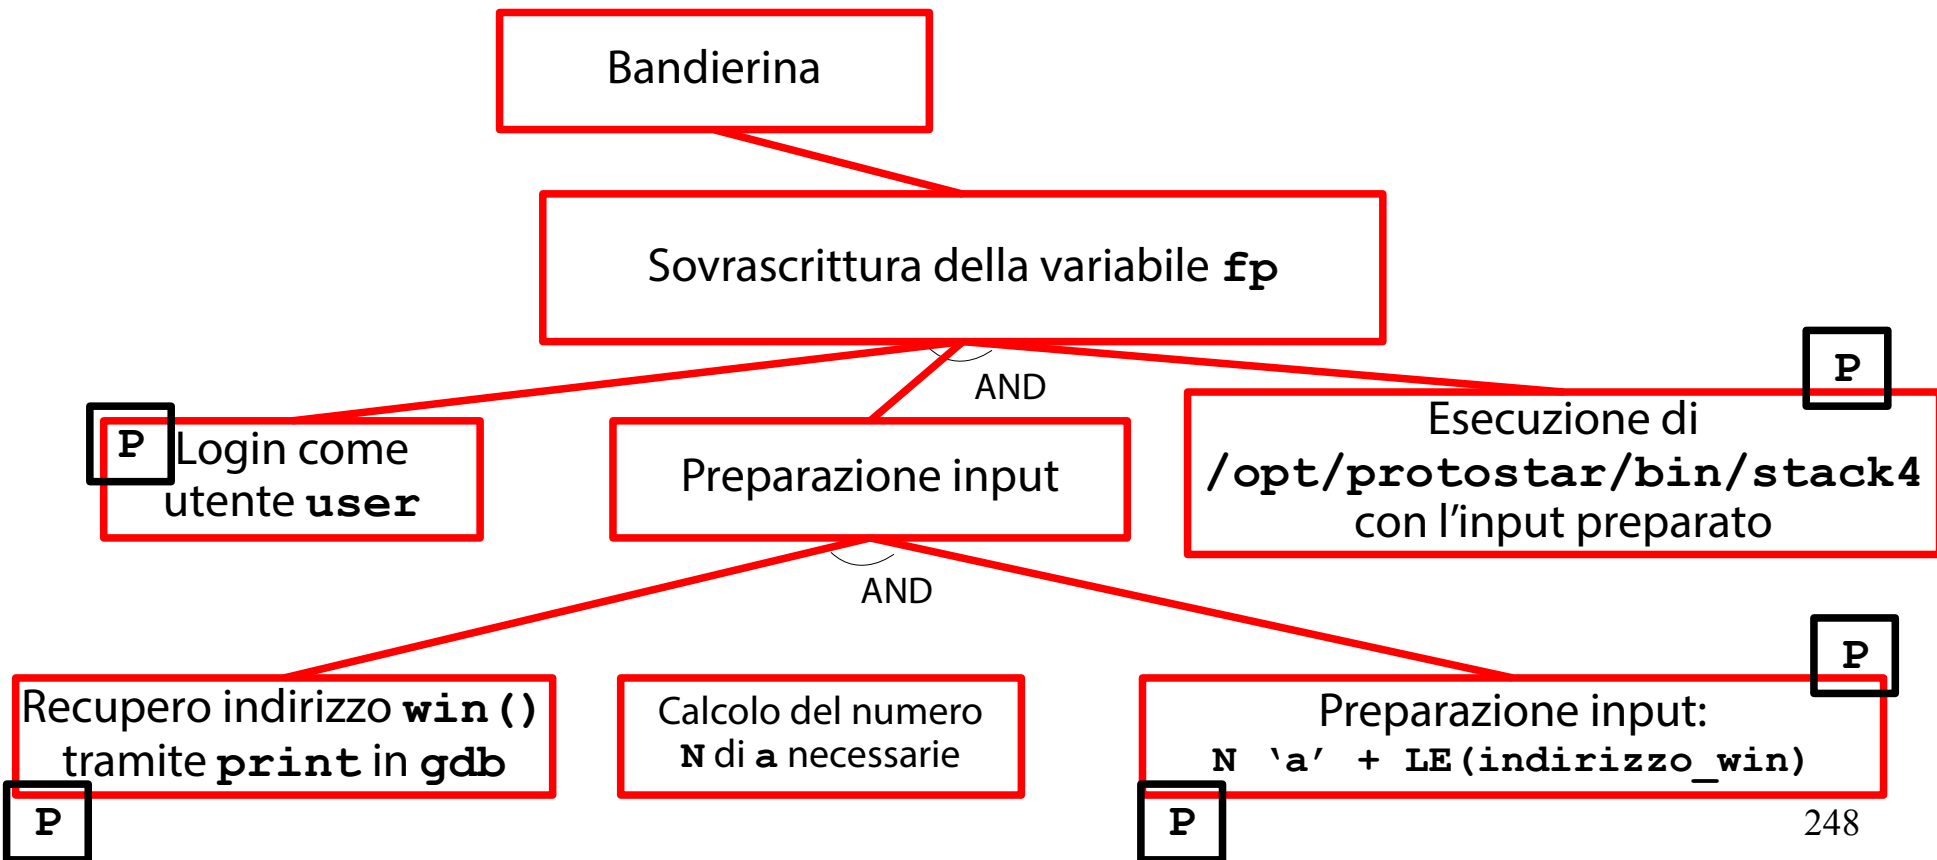 Bandierina
Sovrascrittura della variabile fp
AND
P
P
Login come
utente user
Preparazione input
Esecuzione di
/opt/protostar/bin/stack4
con l’input preparato
AND
P
Recupero indirizzo win()
tramite print in gdb
P
Calcolo del numero
N di a necessarie
Preparazione input:
N ‘a’ + LE(indirizzo_win)
P
248